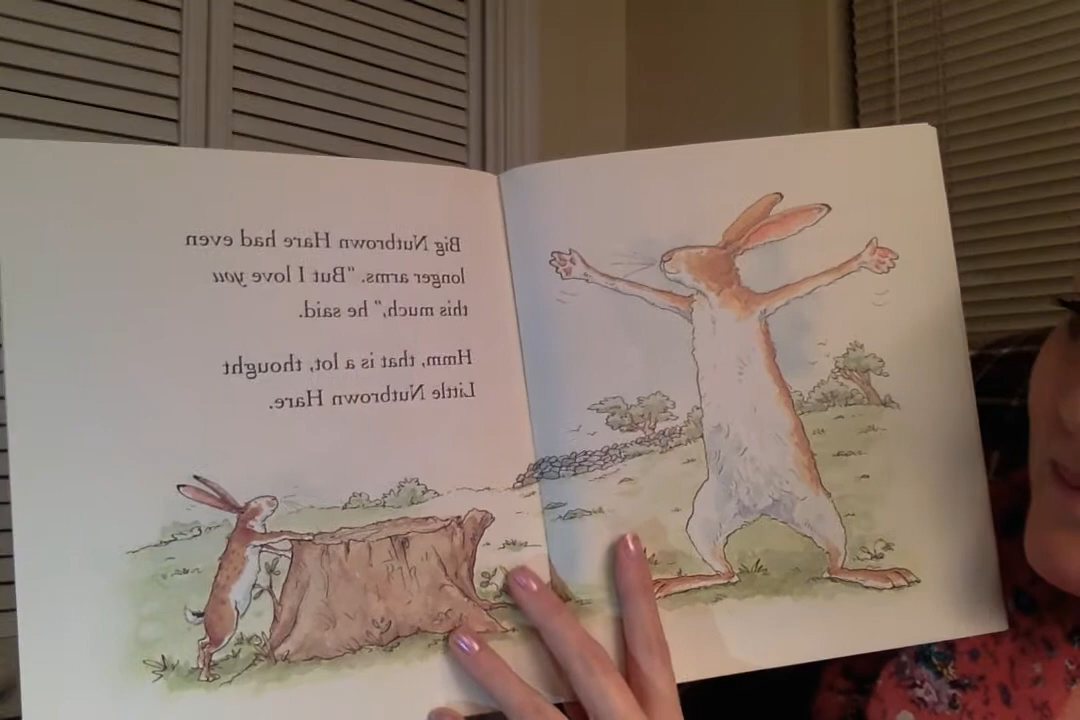 Big Nutbrown Hare had even
longer arms. "But I love you
this much," he said.
Hmm, that is a lot, thought
Little Nutbrown Hare.